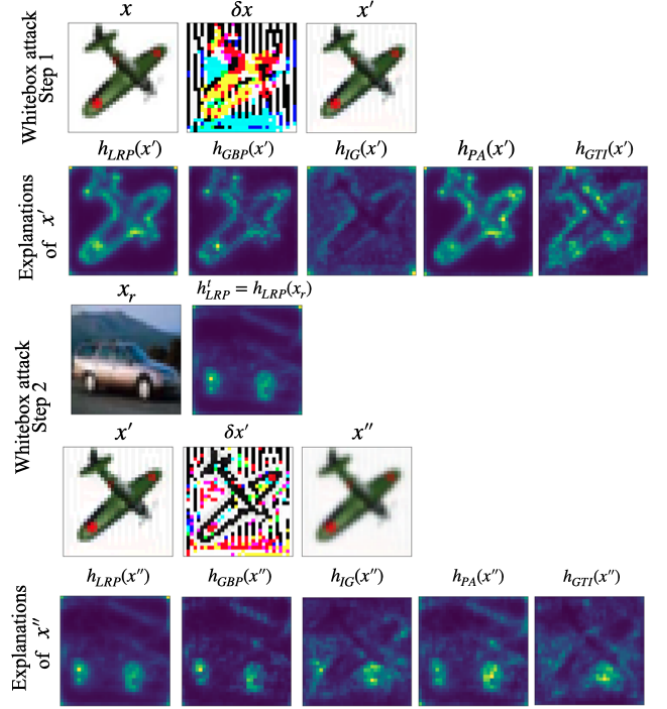 x δx x′
Whitebox attack
Step 1
h_LRP(x′) h_GBP(x′) h_IG(x′) h_PA(x′) h_GTI(x′)
Explanations
of x′
x_r h^t_LRP = h_LRP(x_r)
Whitebox attack
Step 2
x′ δx′ x′′
h_LRP(x′′) h_GBP(x′′) h_IG(x′′) h_PA(x′′) h_GTI(x′′)
Explanations
of x′′